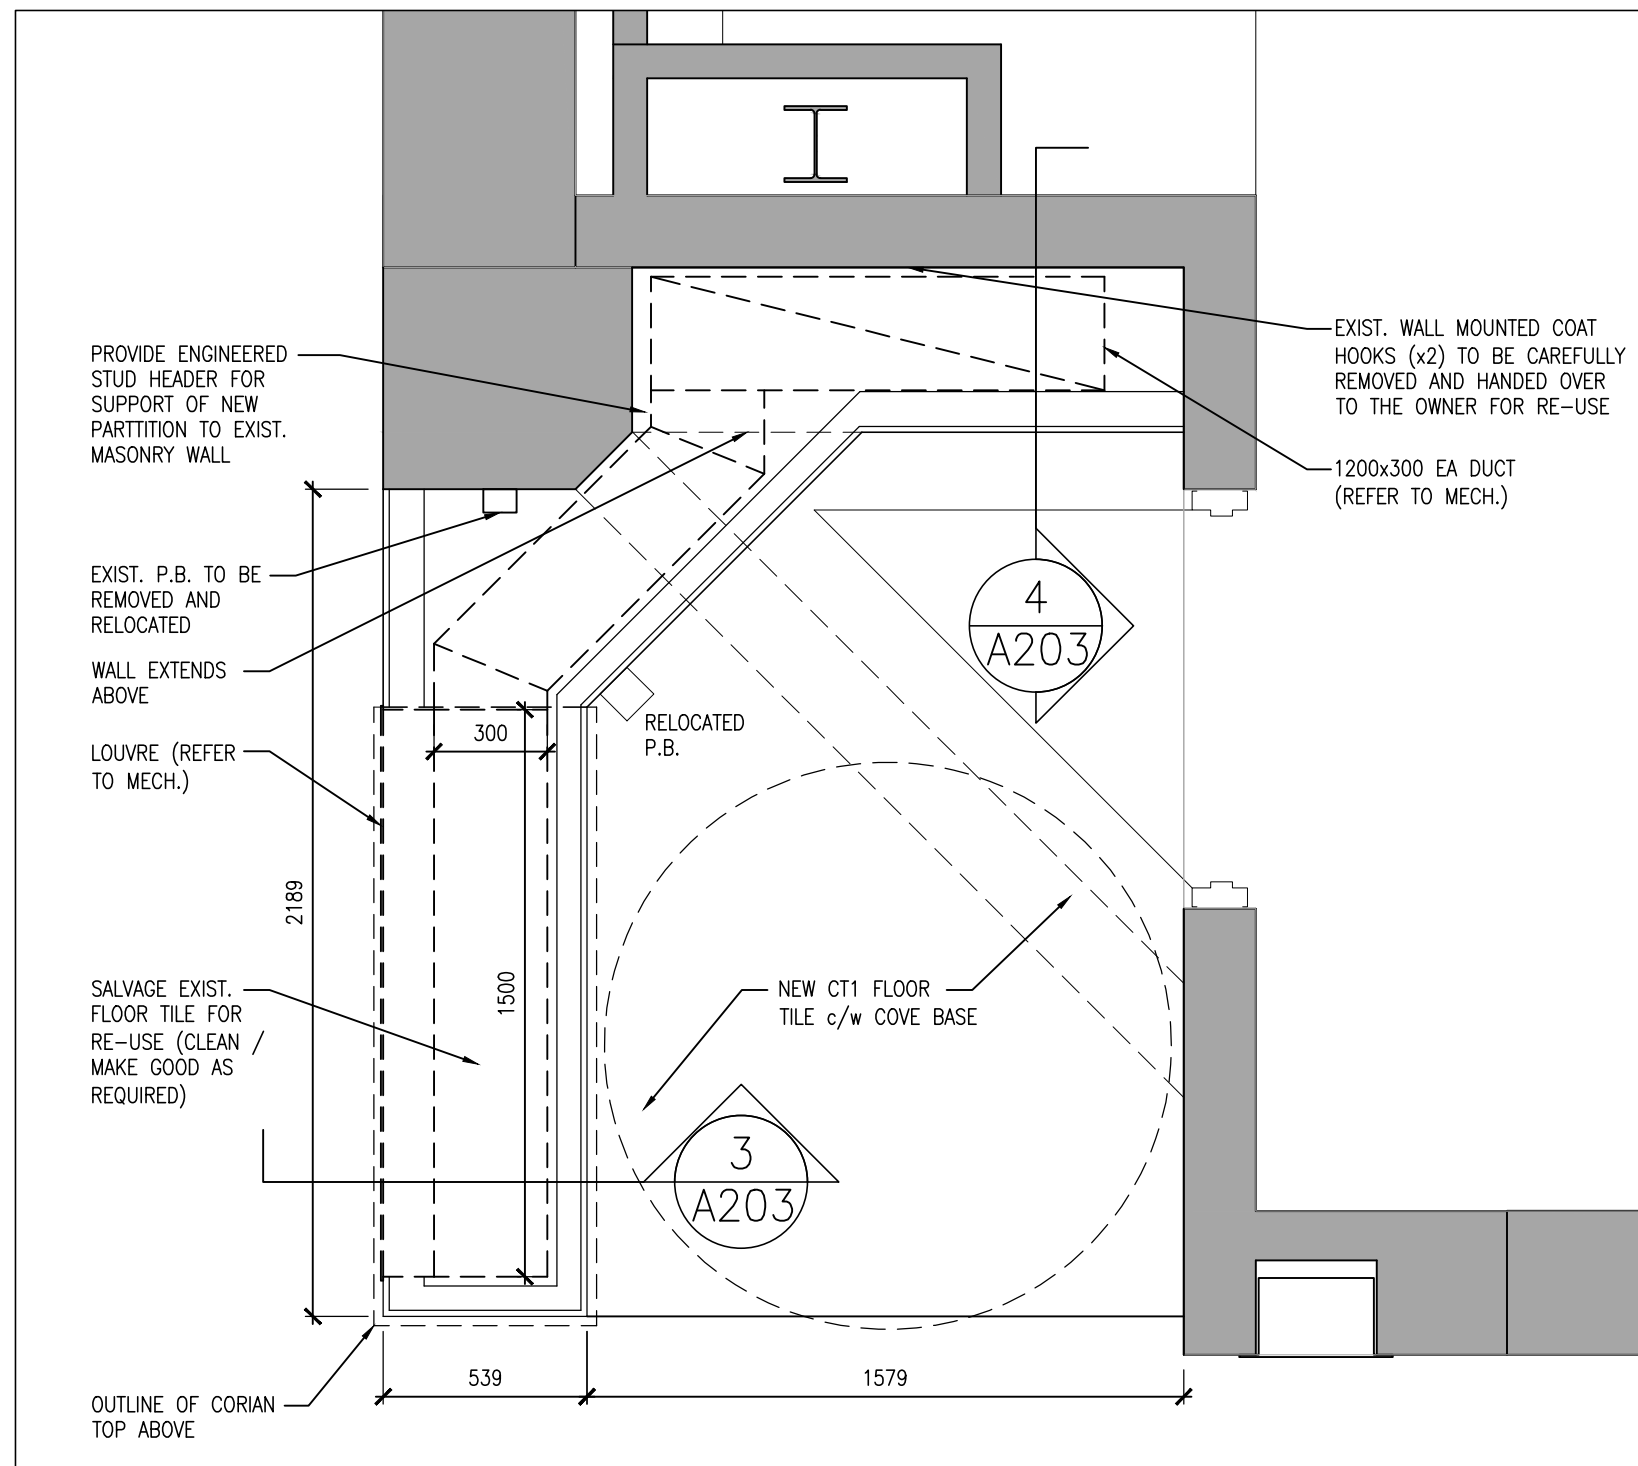 PROVIDE ENGINEERED
STUD HEADER FOR
SUPPORT OF NEW
PARTTITION TO EXIST.
MASONRY WALL
EXIST. P.B. TO BE
REMOVED AND
RELOCATED
WALL EXTENDS
ABOVE
LOUVRE (REFER
TO MECH.)
SALVAGE EXIST.
FLOOR TILE FOR
RE-USE (CLEAN /
MAKE GOOD AS
REQUIRED)
OUTLINE OF CORIAN
TOP ABOVE
2189
300
1500
539
1579
RELOCATED
P.B.
NEW CT1 FLOOR
TILE c/w COVE BASE
3
A203
4
A203
EXIST. WALL MOUNTED COAT
HOOKS (x2) TO BE CAREFULLY
REMOVED AND HANDED OVER
TO THE OWNER FOR RE-USE
1200x300 EA DUCT
(REFER TO MECH.)